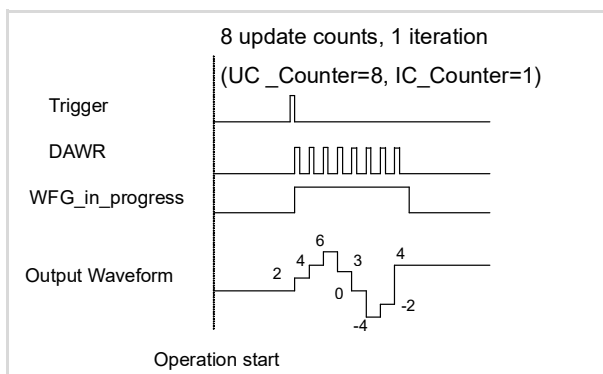 8 update counts, 1 iteration
(UC _Counter=8, IC_Counter=1)
Trigger
DAWR
WFG_in_progress
6
4 3 4
Output Waveform 2
0 -2
-4
Operation start